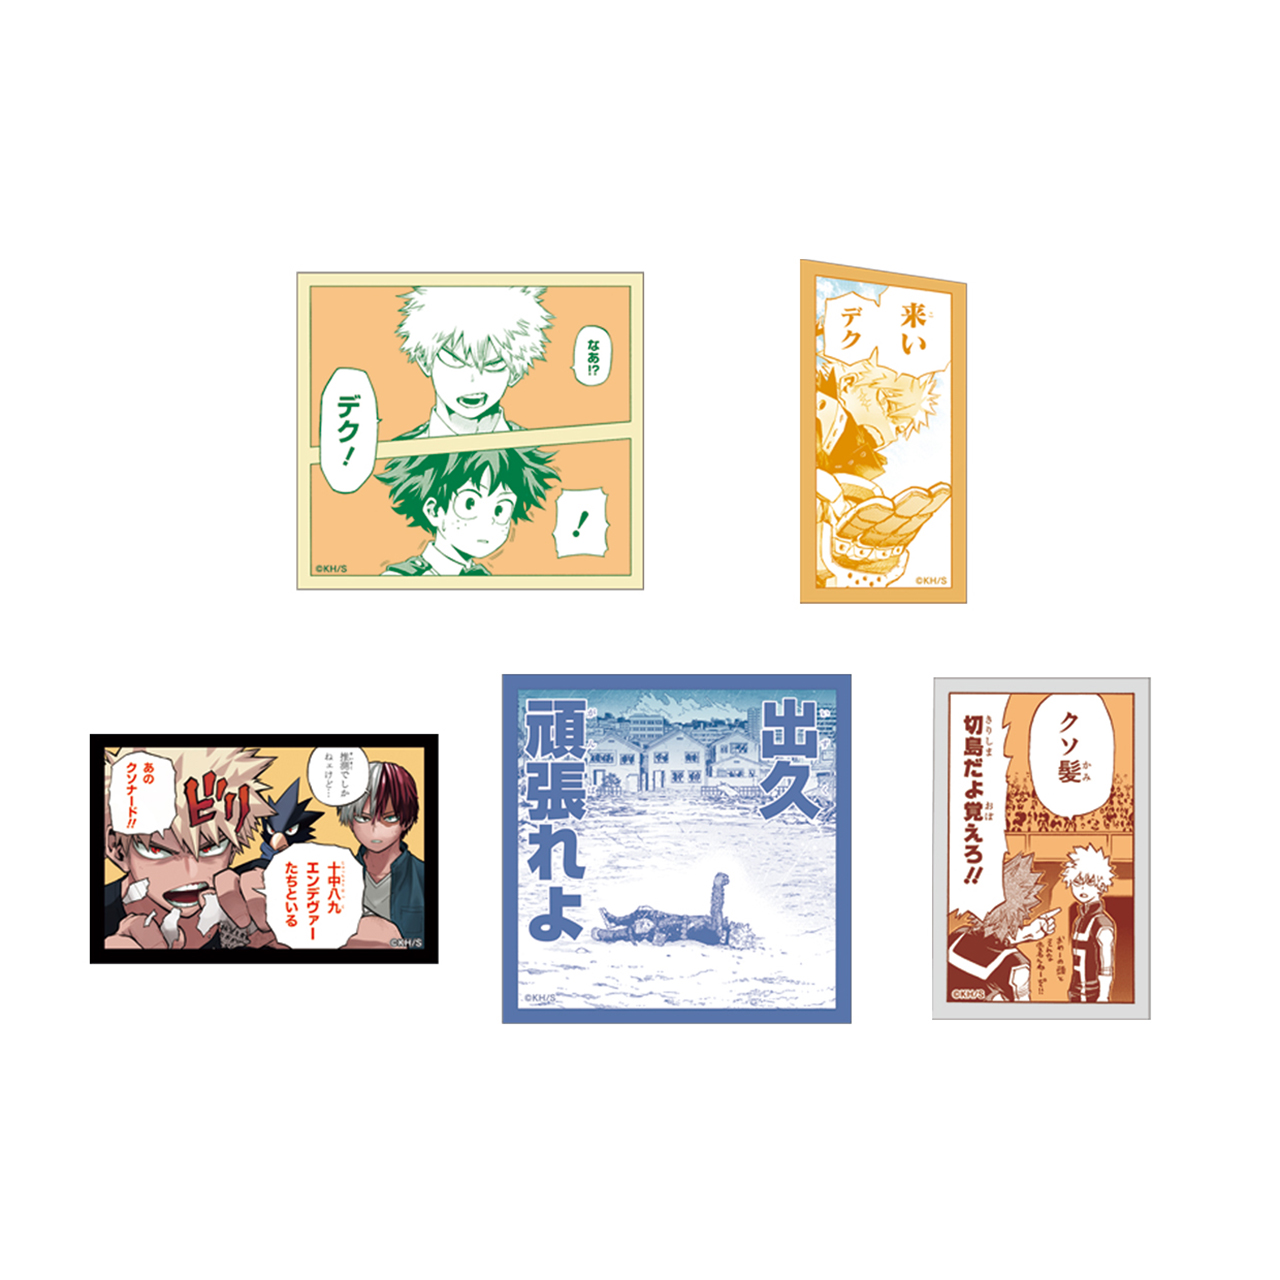 なあ!?
デク!
!
©KH/S
来い
デク
©KH/S
推測でしか
ねェけど…
ビリ
あの
クソナード!!
十中八九
エンデヴァー
たちといる
©KH/S
出久
頑張れよ
©KH/S
クソ髪
切島だよ覚えろ!!
©KH/S